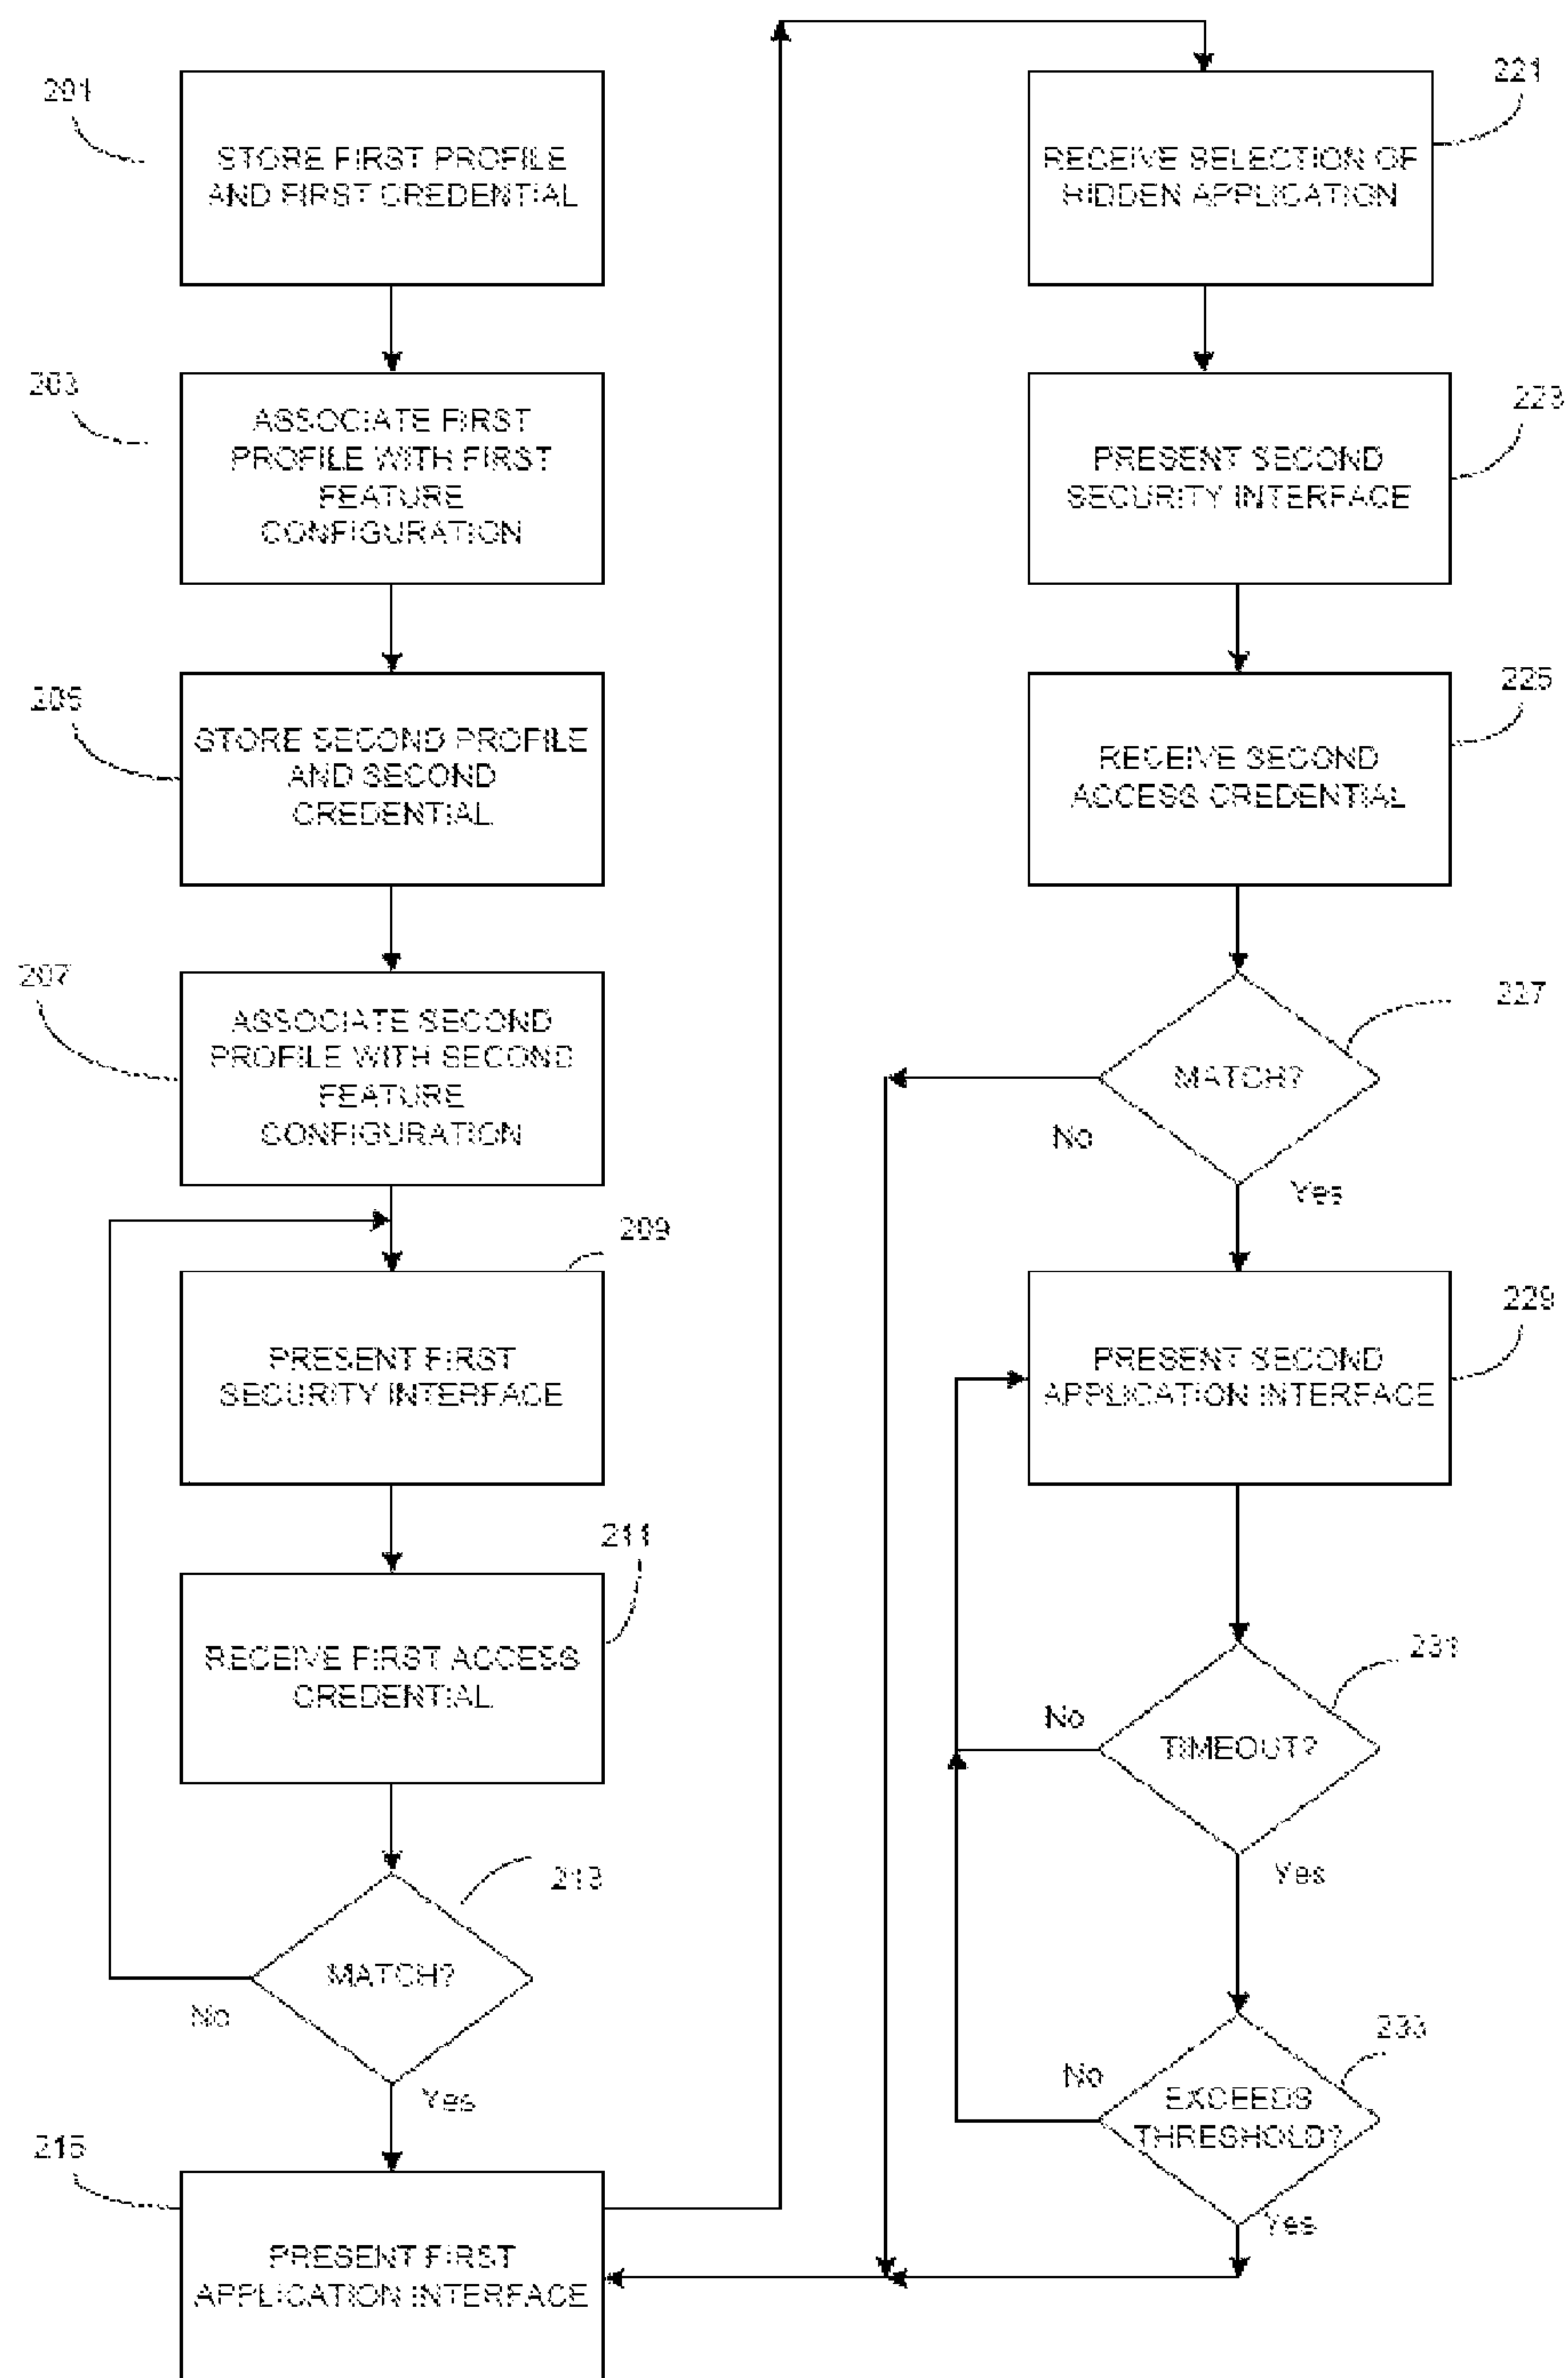 201
STORE FIRST PROFILE
AND FIRST CREDENTIAL
203
ASSOCIATE FIRST
PROFILE WITH FIRST
FEATURE
CONFIGURATION
205
STORE SECOND PROFILE
AND SECOND
CREDENTIAL
207
ASSOCIATE SECOND
PROFILE WITH SECOND
FEATURE
CONFIGURATION
209
PRESENT FIRST
SECURITY INTERFACE
211
RECEIVE FIRST ACCESS
CREDENTIAL
213
MATCH?
No
Yes
215
PRESENT FIRST
APPLICATION INTERFACE
221
RECEIVE SELECTION OF
HIDDEN APPLICATION
223
PRESENT SECOND
SECURITY INTERFACE
225
RECEIVE SECOND
ACCESS CREDENTIAL
227
MATCH?
No
Yes
229
PRESENT SECOND
APPLICATION INTERFACE
231
No
TIMEOUT?
Yes
233
No
EXCEEDS
THRESHOLD?
Yes